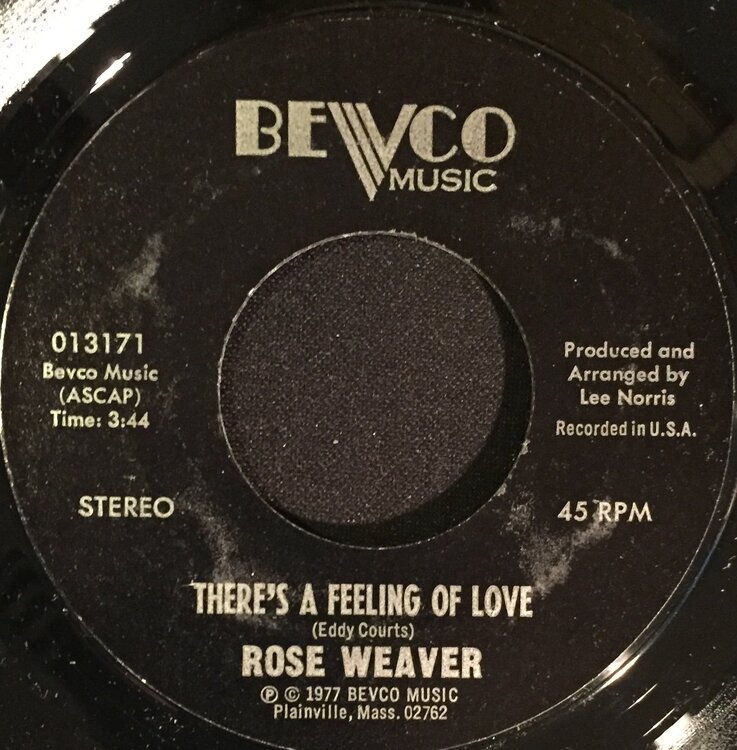 BEVCO
MUSIC
013171
Bevco Music
(ASCAP)
Time: 3:44
STEREO
Produced and
Arranged by
Lee Norris
Recorded in U.S.A.
45 RPM
THERE'S A FEELING OF LOVE
(Eddy Courts)
ROSE WEAVER
℗ © 1977 BEVCO MUSIC
Plainville, Mass. 02762